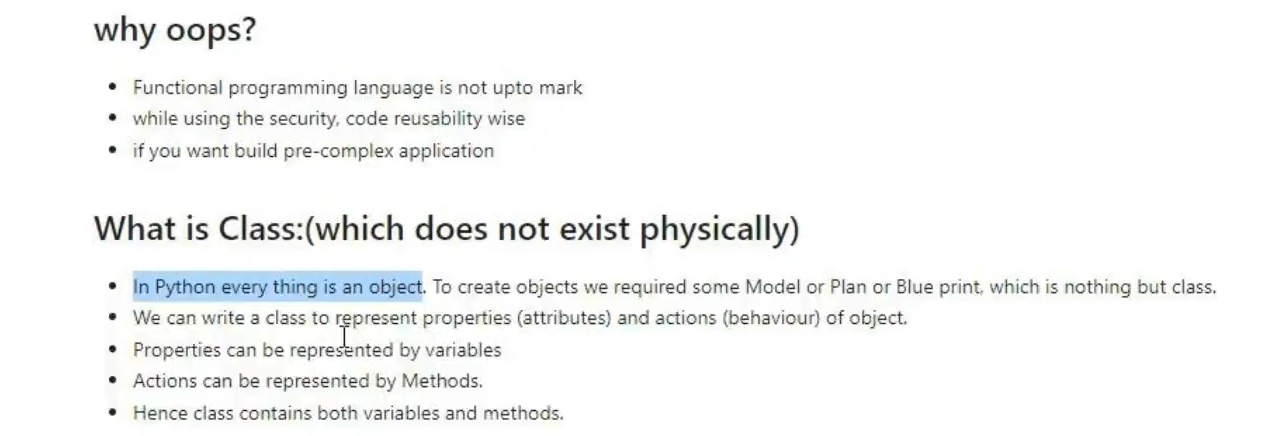 why oops?
Functional programming language is not upto mark
while using the security, code reusability wise
if you want build pre-complex application
What is Class:(which does not exist physically)
In Python every thing is an object. To create objects we required some Model or Plan or Blue print, which is nothing but class.
We can write a class to represent properties (attributes) and actions (behaviour) of object.
Properties can be represented by variables
Actions can be represented by Methods.
Hence class contains both variables and methods.